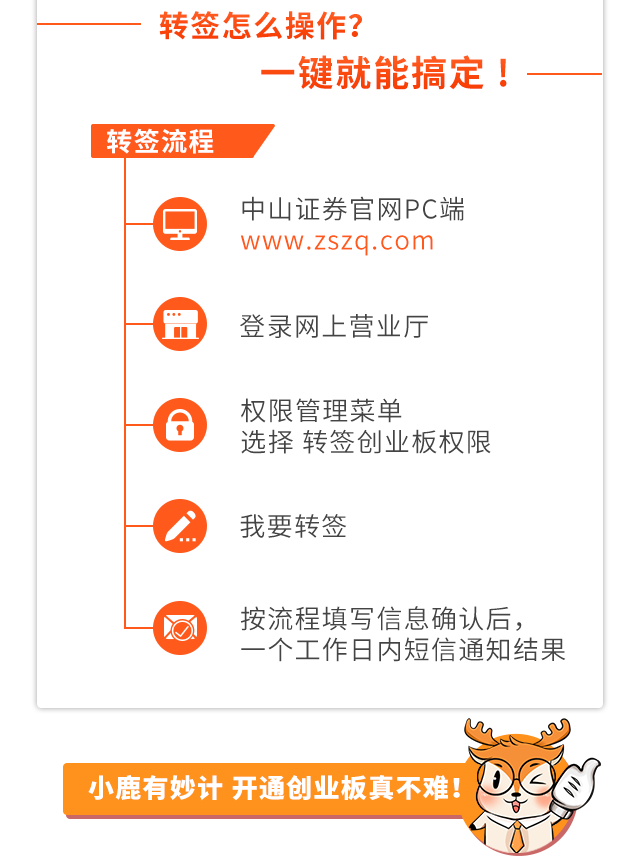 转签怎么操作?
一键就能搞定！
转签流程
中山证券官网PC端
www.zszq.com
登录网上营业厅
权限管理菜单
选择 转签创业板权限
我要转签
按流程填写信息确认后，
一个工作日内短信通知结果
小鹿有妙计 开通创业板真不难!